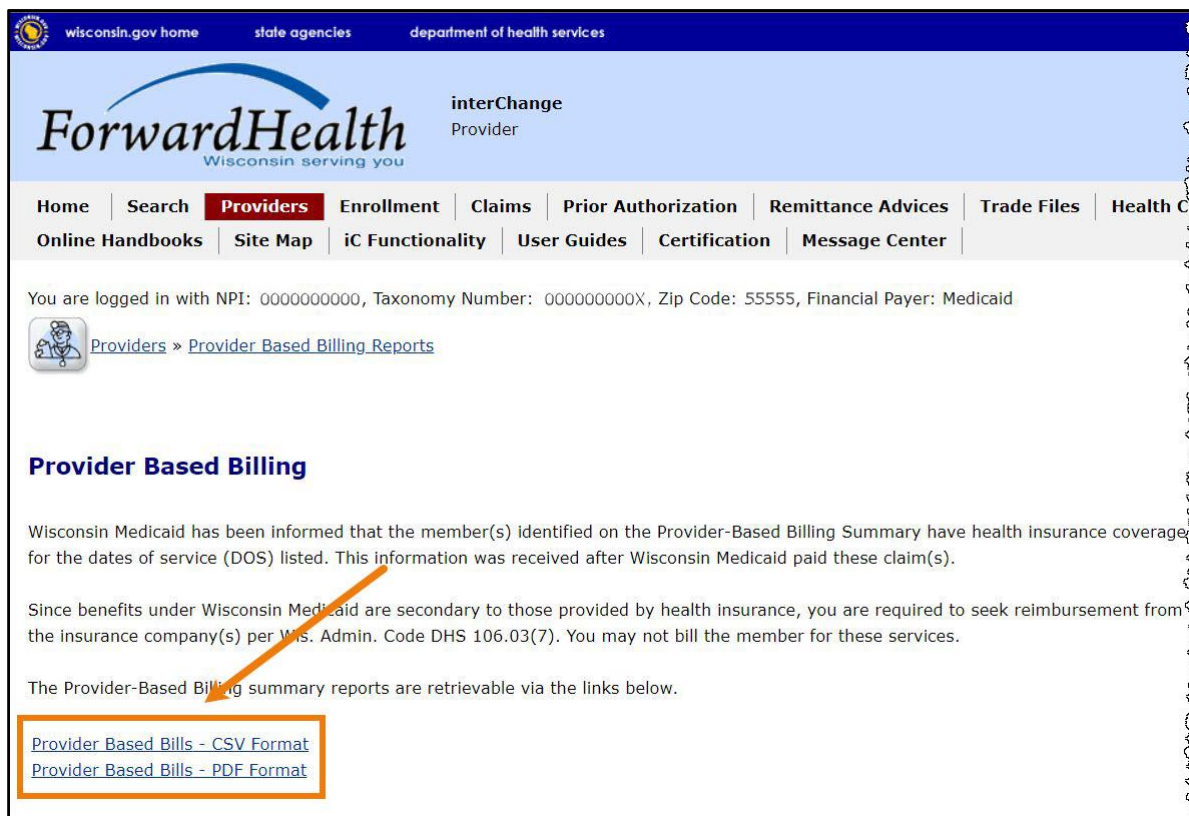 wisconsin.gov home state agencies department of health services
ForwardHealth
Wisconsin serving you
interChange
Provider
Home Search Providers Enrollment Claims Prior Authorization Remittance Advices Trade Files Health C
Online Handbooks Site Map iC Functionality User Guides Certification Message Center
You are logged in with NPI: 0000000000, Taxonomy Number: 000000000X, Zip Code: 55555, Financial Payer: Medicaid
Providers » Provider Based Billing Reports
Provider Based Billing
Wisconsin Medicaid has been informed that the member(s) identified on the Provider-Based Billing Summary have health insurance coverage
for the dates of service (DOS) listed. This information was received after Wisconsin Medicaid paid these claim(s).
Since benefits under Wisconsin Medicaid are secondary to those provided by health insurance, you are required to seek reimbursement from
the insurance company(s) per Wis. Admin. Code DHS 106.03(7). You may not bill the member for these services.
The Provider-Based Billing summary reports are retrievable via the links below.
Provider Based Bills - CSV Format
Provider Based Bills - PDF Format